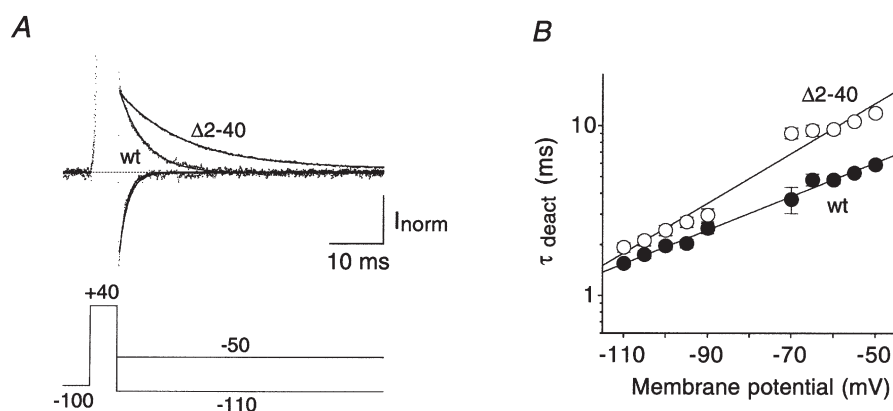 A
Δ2-40
wt
I norm
10 ms
+40
-50
-100
-110
B
Δ2-40
wt
10
1
τ deact (ms)
-110 -90 -70 -50
Membrane potential (mV)